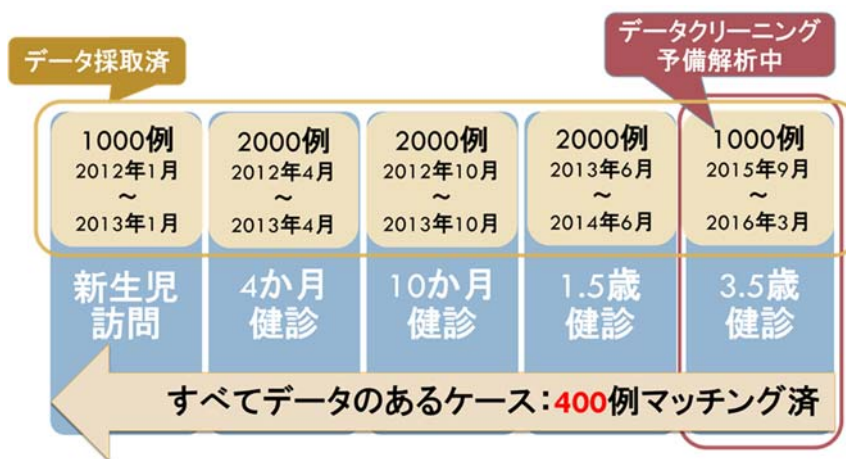 データ採取済
データクリーニング
予備解析中
1000例
2012年1月
～
2013年1月
2000例
2012年4月
～
2013年4月
2000例
2012年10月
～
2013年10月
2000例
2013年6月
～
2014年6月
1000例
2015年9月
～
2016年3月
新生児
訪問
4か月
健診
10か月
健診
1.5歳
健診
3.5歳
健診
すべてデータのあるケース：400例マッチング済